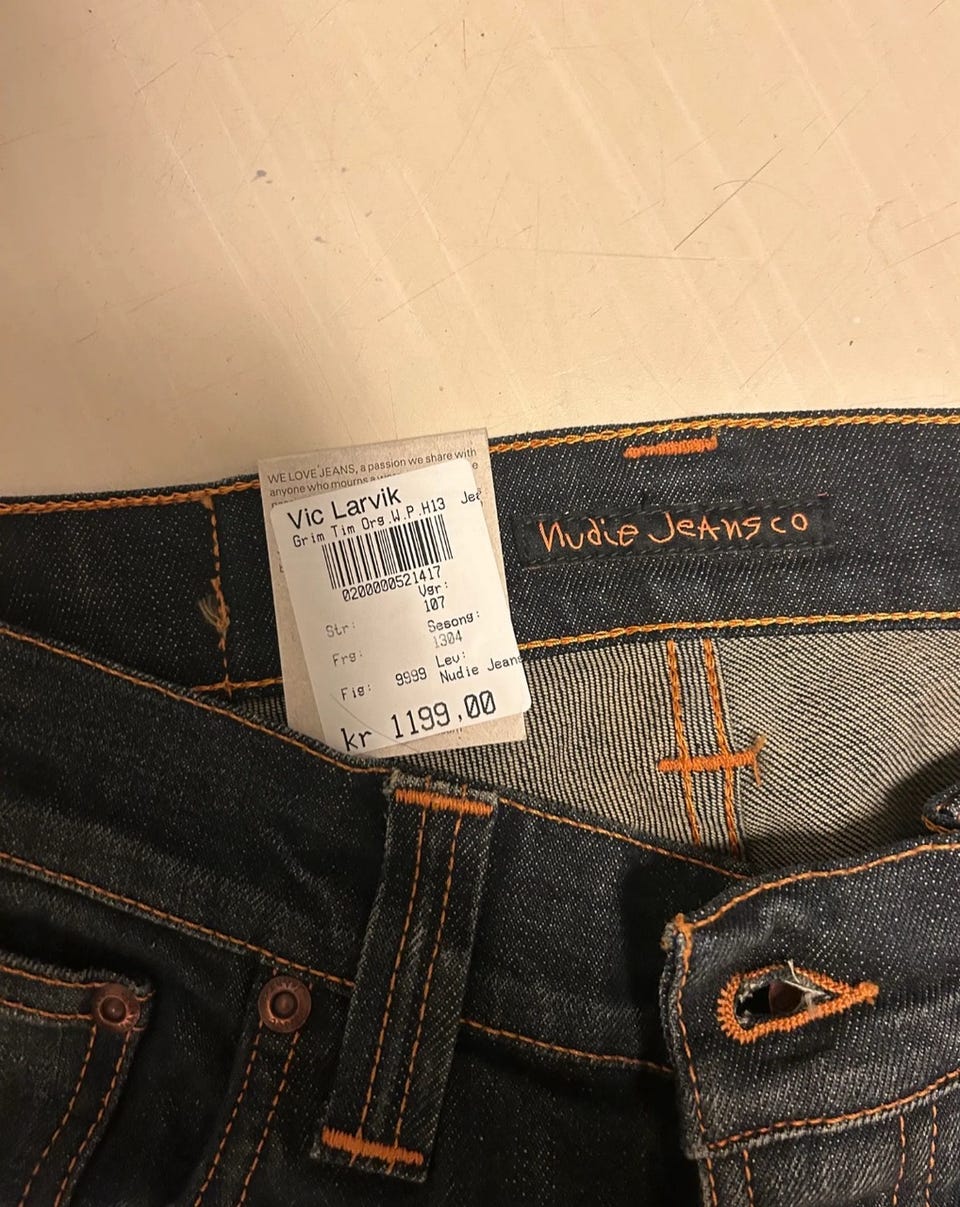 WE LOVE JEANS, a passion we share with
anyone who mourns a
Vic Larvik
Grim Tim Org.W.P.H13 Jea
0200000521417
Vgr:
107
Str:
Sesong:
1304
Frg:
Lev:
Fig: 9999 Nudie Jeans
kr 1199,00
Nudie Jeans co